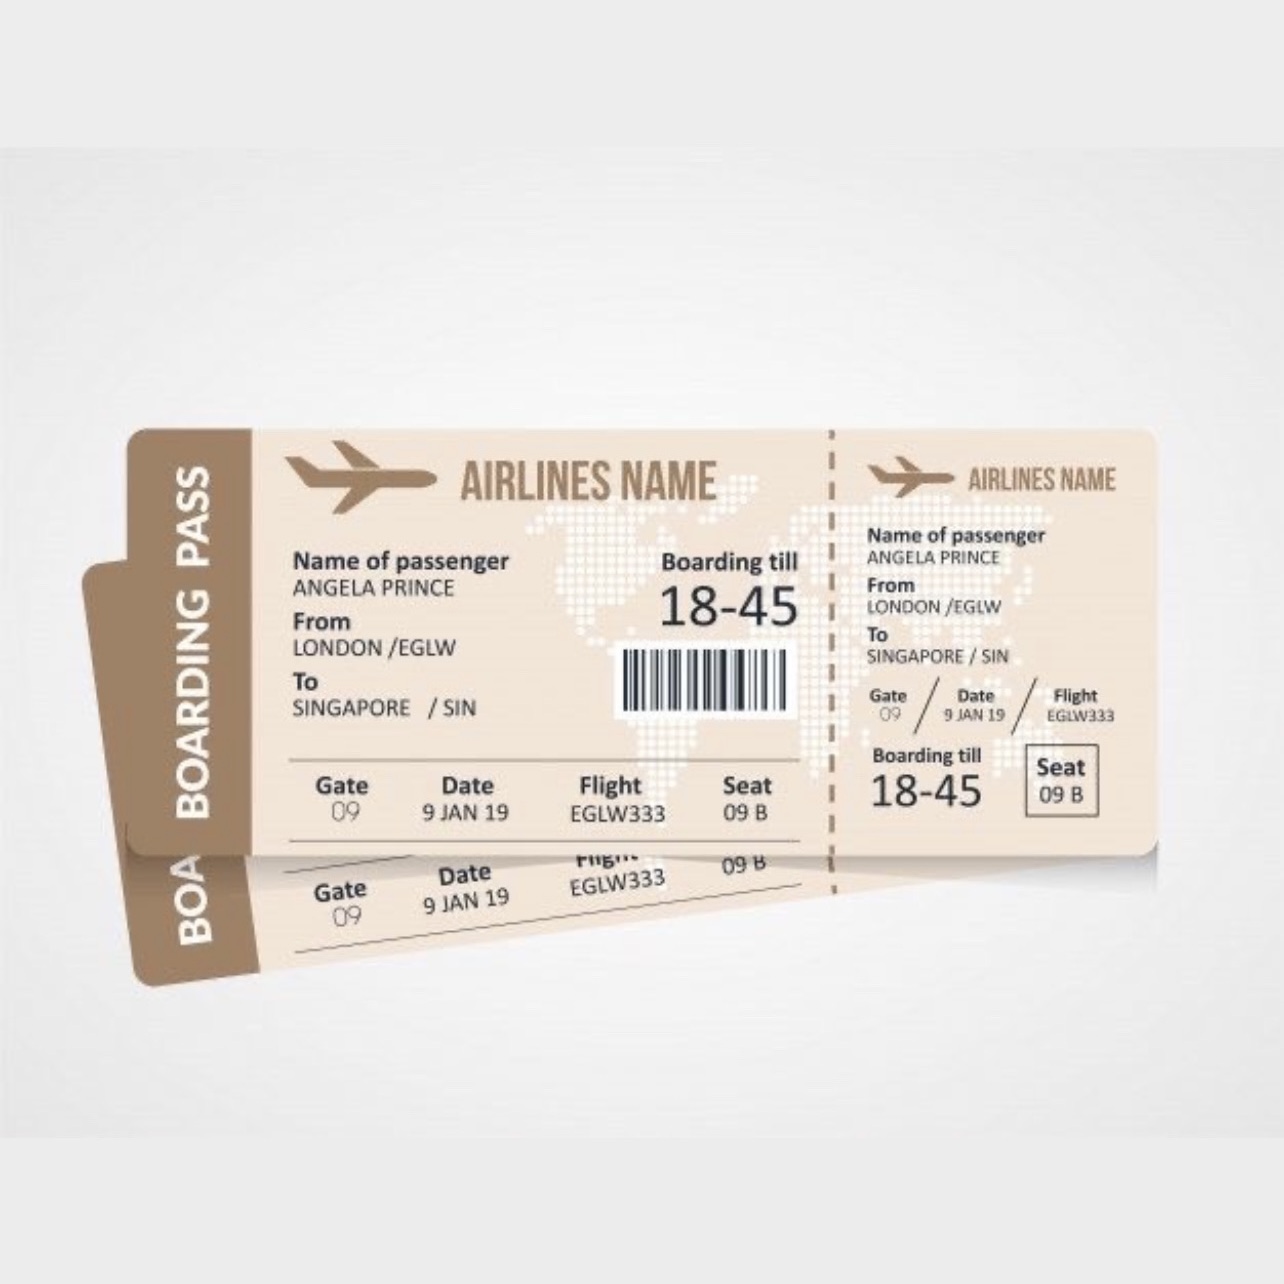 BOARDING PASS
AIRLINES NAME
Name of passenger
ANGELA PRINCE
From
LONDON /EGLW
To
SINGAPORE / SIN
Boarding till
18-45
Gate Date Flight Seat
09 9 JAN 19 EGLW333 09 B
AIRLINES NAME
Name of passenger
ANGELA PRINCE
From
LONDON /EGLW
To
SINGAPORE / SIN
Gate / Date / Flight
09 9 JAN 19 EGLW333
Boarding till
18-45
Seat
09 B
BOA
Gate Date Flight
09 9 JAN 19 EGLW333 09 B